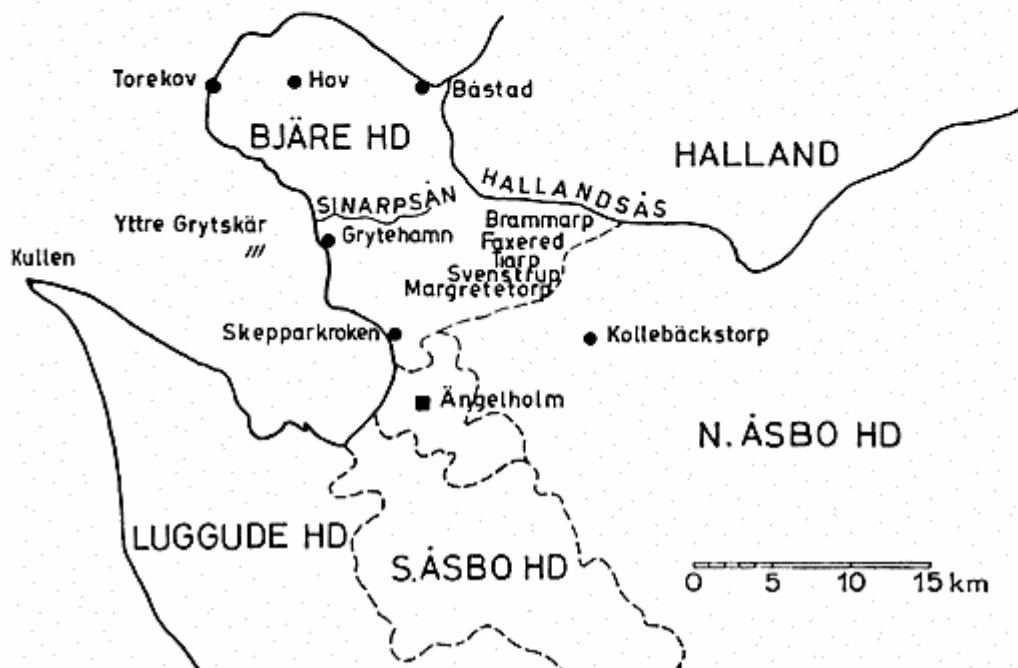 Torekov
Hov
Båstad
BJÄRE HD
HALLAND
HALLANDSÅS
SINARPSÅN
Yttre Grytskär
Grytehamn
Brammarp
Faxered
Tiarp
Svenstrup
Margretetorp
Kullen
Skepparkroken
Kollebäckstorp
Ängelholm
N. ÅSBO HD
LUGGUDE HD
S. ÅSBO HD
0 5 10 15 km